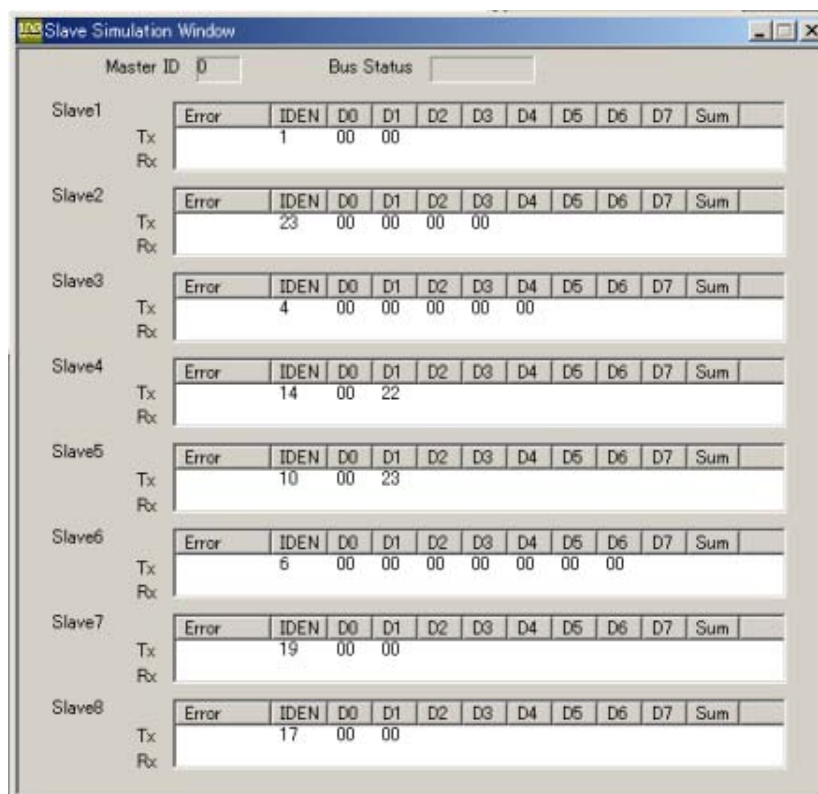 Slave Simulation Window
Master ID 0 Bus Status
Slave1
Error IDEN D0 D1 D2 D3 D4 D5 D6 D7 Sum
Tx 1 00 00
Rx
Slave2
Error IDEN D0 D1 D2 D3 D4 D5 D6 D7 Sum
Tx 23 00 00 00 00
Rx
Slave3
Error IDEN D0 D1 D2 D3 D4 D5 D6 D7 Sum
Tx 4 00 00 00 00 00
Rx
Slave4
Error IDEN D0 D1 D2 D3 D4 D5 D6 D7 Sum
Tx 14 00 22
Rx
Slave5
Error IDEN D0 D1 D2 D3 D4 D5 D6 D7 Sum
Tx 10 00 23
Rx
Slave6
Error IDEN D0 D1 D2 D3 D4 D5 D6 D7 Sum
Tx 6 00 00 00 00 00 00 00
Rx
Slave7
Error IDEN D0 D1 D2 D3 D4 D5 D6 D7 Sum
Tx 19 00 00
Rx
Slave8
Error IDEN D0 D1 D2 D3 D4 D5 D6 D7 Sum
Tx 17 00 00
Rx